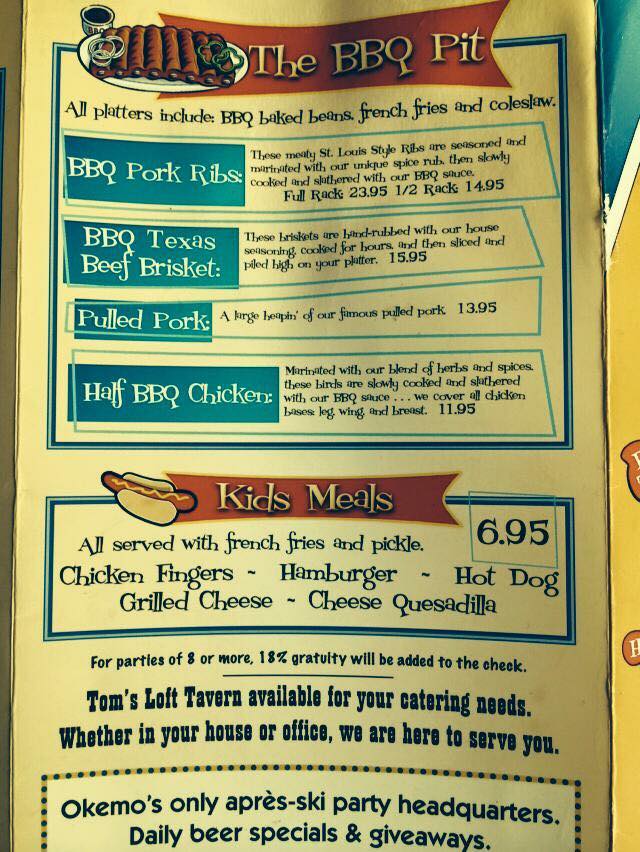 The BBQ Pit
All platters include: BBQ baked beans, french fries and coleslaw.
BBQ Pork Ribs:
These meaty St. Louis Style Ribs are seasoned and
marinated with our unique spice rub, then slowly
cooked and slathered with our BBQ sauce.
Full Rack: 23.95 1/2 Rack: 14.95
BBQ Texas
Beef Brisket:
These briskets are hand-rubbed with our house
seasoning, cooked for hours, and then sliced and
piled high on your platter. 15.95
Pulled Pork:
A large heapin' of our famous pulled pork 13.95
Half BBQ Chicken:
Marinated with our blend of herbs and spices,
these birds are slowly cooked and slathered
with our BBQ sauce . . . we cover all chicken
bases: leg, wing, and breast. 11.95
Kids Meals
6.95
All served with french fries and pickle.
Chicken Fingers ~ Hamburger ~ Hot Dog
Grilled Cheese ~ Cheese Quesadilla
For parties of 8 or more, 18% gratuity will be added to the check.
Tom's Loft Tavern available for your catering needs.
Whether in your house or office, we are here to serve you.
Okemo's only après-ski party headquarters.
Daily beer specials & giveaways.